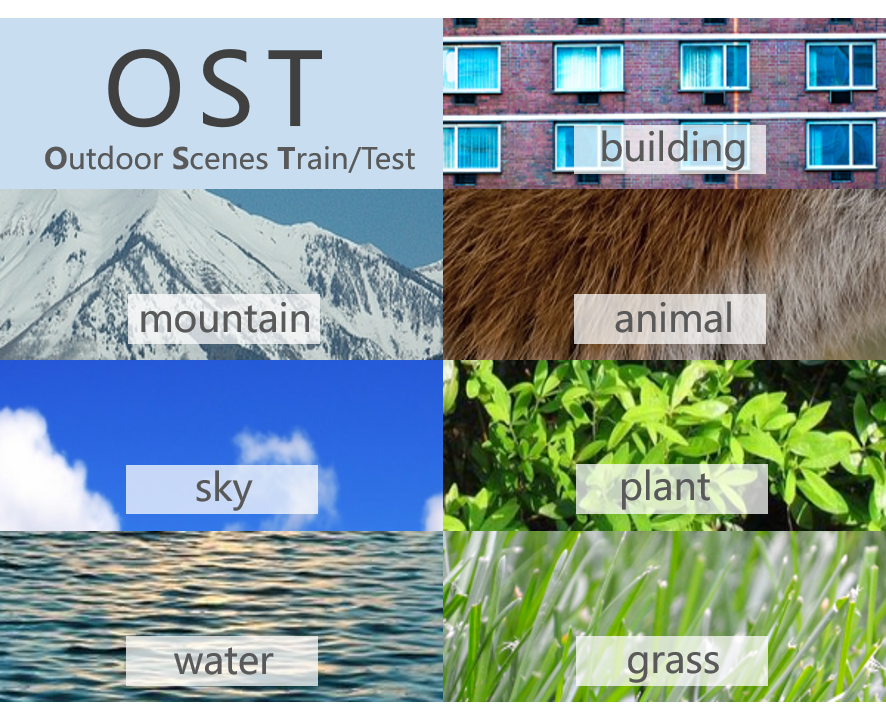 OST
Outdoor Scenes Train/Test
building
mountain
animal
sky
plant
water
grass